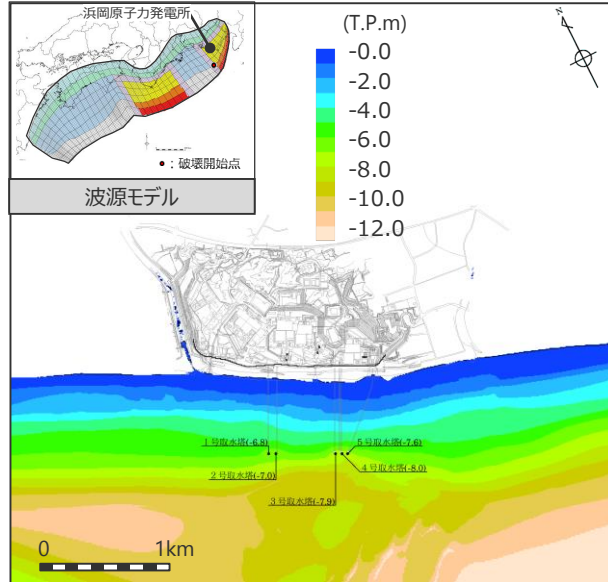 浜岡原子力発電所
●：破壊開始点
波源モデル
(T.P.m)
-0.0
-2.0
-4.0
-6.0
-8.0
-10.0
-12.0
1号取水塔(-6.8)
5号取水塔(-7.6)
2号取水塔(-7.0)
4号取水塔(-8.0)
3号取水塔(-7.9)
0 1km